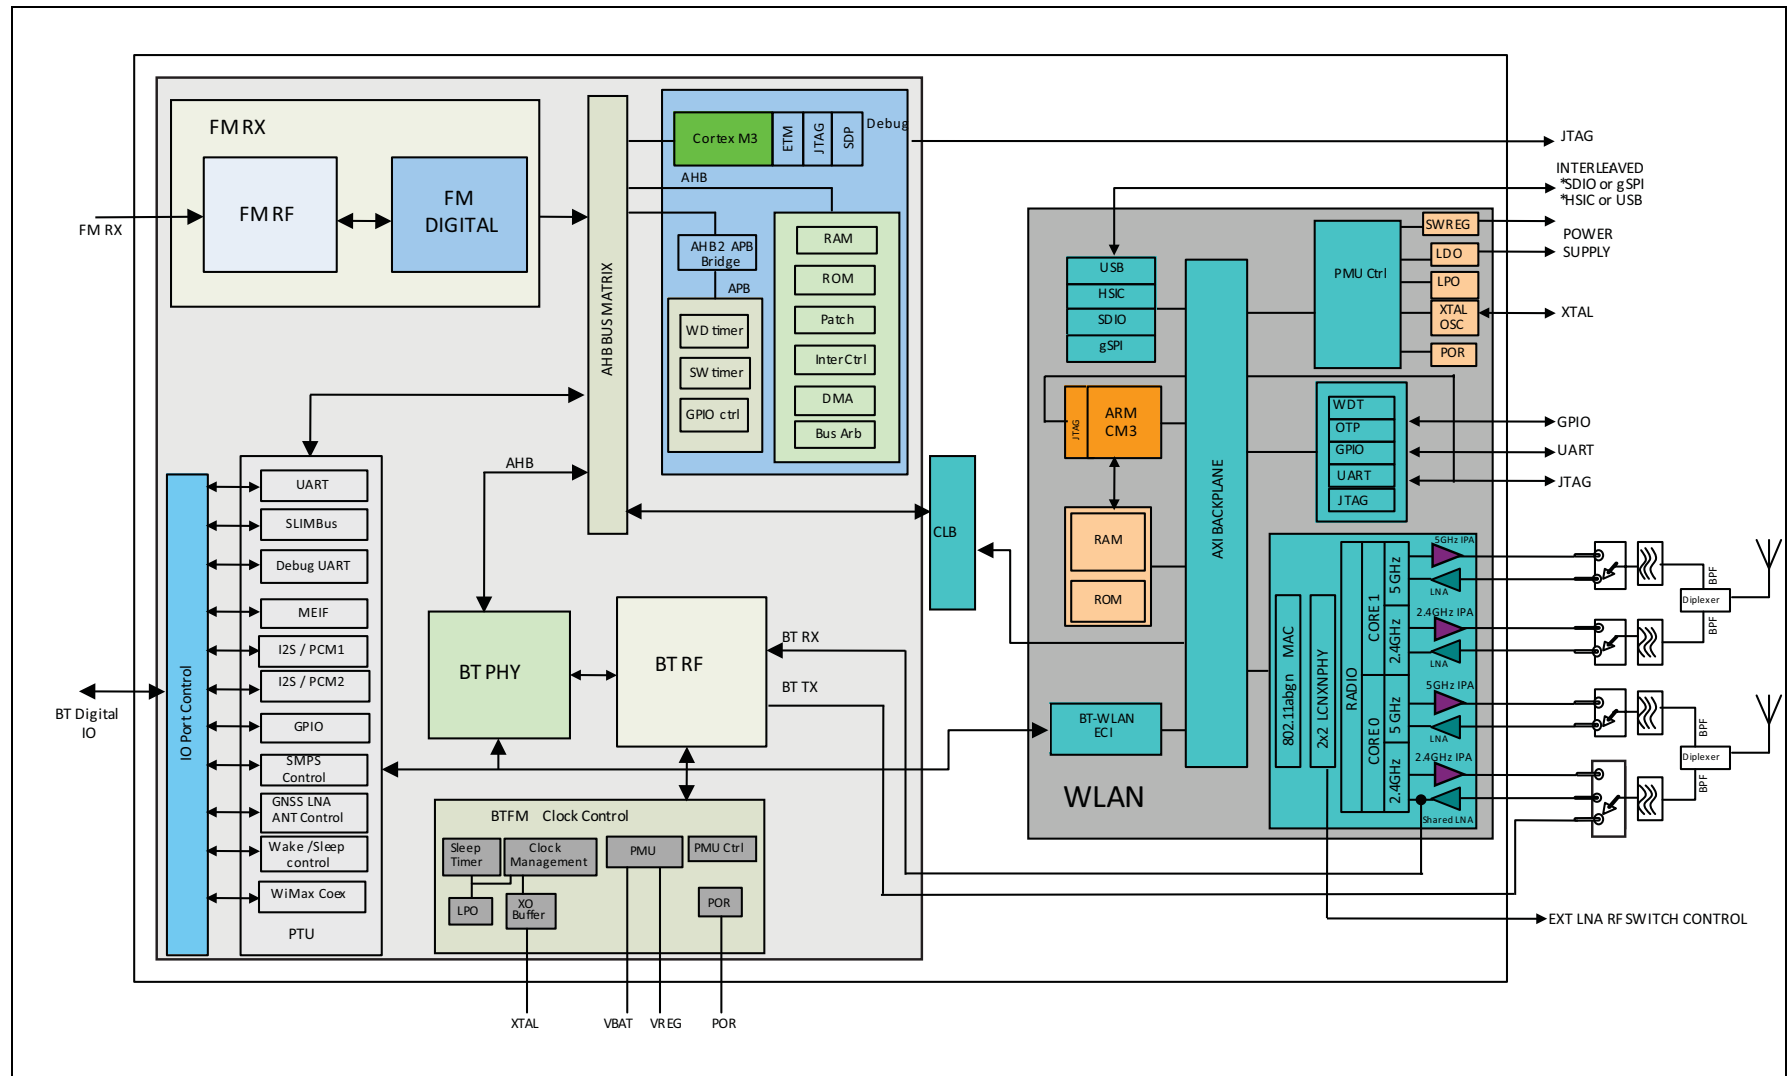 FM RX
FM RF
FM
DIGITAL
FM RX
AHB BUS MATRIX
Cortex M3
ETM
JTAG
SDP
Debug
AHB
AHB2 APB
Bridge
APB
WD timer
SW timer
GPIO ctrl
RAM
ROM
Patch
InterCtrl
DMA
Bus Arb
AHB
UART
SLIMBus
Debug UART
MEIF
I2S / PCM1
I2S / PCM2
GPIO
SMPS
Control
GNSS LNA
ANT Control
Wake /Sleep
control
WiMax Coex
PTU
IO Port Control
BT Digital
IO
BT PHY
BT RF
BT RX
BT TX
BTFM Clock Control
Sleep
Timer
Clock
Management
PMU
PMU Ctrl
LPO
XO
Buffer
POR
XTAL
VBAT
VREG
POR
CLB
USB
HSIC
SDIO
gSPI
JTAG
ARM
CM3
RAM
ROM
BT-WLAN
ECI
WLAN
AXI BACKPLANE
PMU Ctrl
SWREG
LDO
LPO
XTAL
OSC
POR
WDT
OTP
GPIO
UART
JTAG
802.11abgn MAC
2x2 LCNXNPHY
RADIO
CORE 1
CORE 0
5 GHz
2.4GHz
5 GHz
2.4GHz
5GHz IPA
LNA
2.4GHz IPA
LNA
5GHz IPA
LNA
2.4GHz IPA
Shared LNA
JTAG
INTERLEAVED
*SDIO or gSPI
*HSIC or USB
POWER
SUPPLY
XTAL
GPIO
UART
JTAG
BPF
Diplexer
BPF
BPF
Diplexer
BPF
EXT LNA RF SWITCH CONTROL